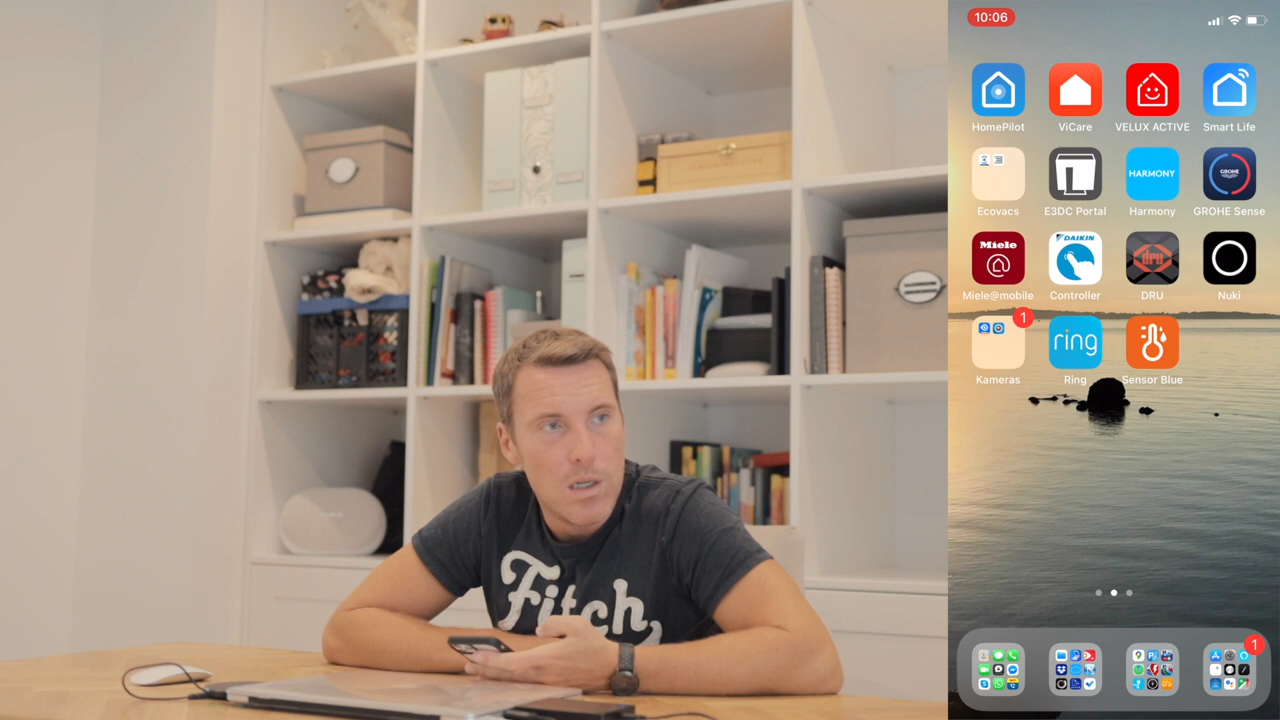 10:06
HomePilot
ViCare
VELUX ACTIVE
Smart Life
HARMONY
GROHE
Ecovacs
E3DC Portal
Harmony
GROHE Sense
Miele
DAIKIN
dru
Miele@mobile
Controller
DRU
Nuki
1
ring
Kameras
Ring
Sensor Blue
Fitch
1